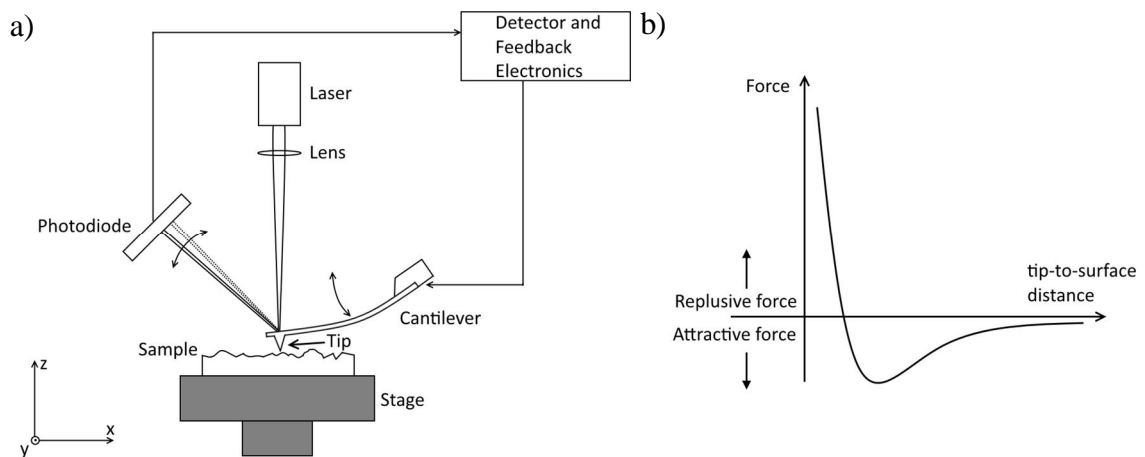 a)
Detector and
Feedback
Electronics
Laser
Lens
Photodiode
Cantilever
Tip
Sample
Stage
z
x
y
b)
Force
tip-to-surface
distance
Replusive force
Attractive force